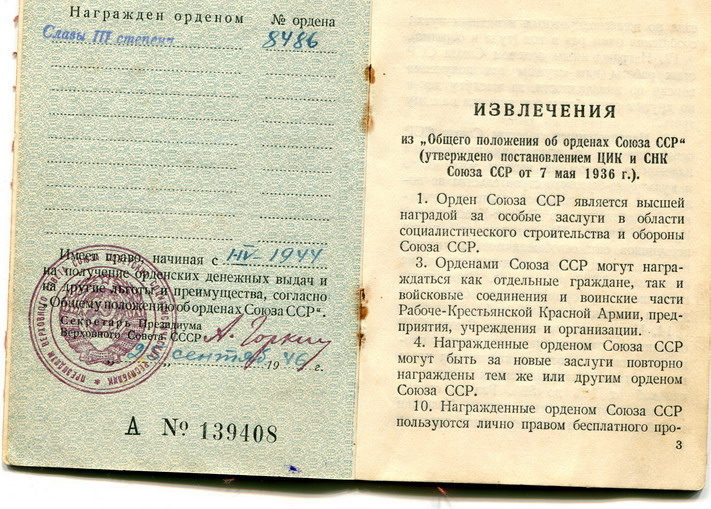 Награжден орденом
№ ордена
Славы III степени
8486
Имеет право, начиная с 1-IV-1944
на получение орденских денежных выдач и
на другие льготы и преимущества, согласно
„Общему положению об орденах Союза ССР“.
Секретарь Президиума
Верховного Совета СССР А. Горкин
сентяб 1946 г.
А № 139408
ИЗВЛЕЧЕНИЯ
из „Общего положения об орденах Союза ССР“
(утверждено постановлением ЦИК и СНК
Союза ССР от 7 мая 1936 г.).
1. Орден Союза ССР является высшей
наградой за особые заслуги в области
социалистического строительства и обороны
Союза ССР.
3. Орденами Союза ССР могут награ-
ждаться как отдельные граждане, так и
войсковые соединения и воинские части
Рабоче-Крестьянской Красной Армии, пред-
приятия, учреждения и организации.
4. Награжденные орденом Союза ССР
могут быть за новые заслуги повторно
награждены тем же или другим орденом
Союза ССР.
10. Награжденные орденом Союза ССР
пользуются лично правом бесплатного про-
3